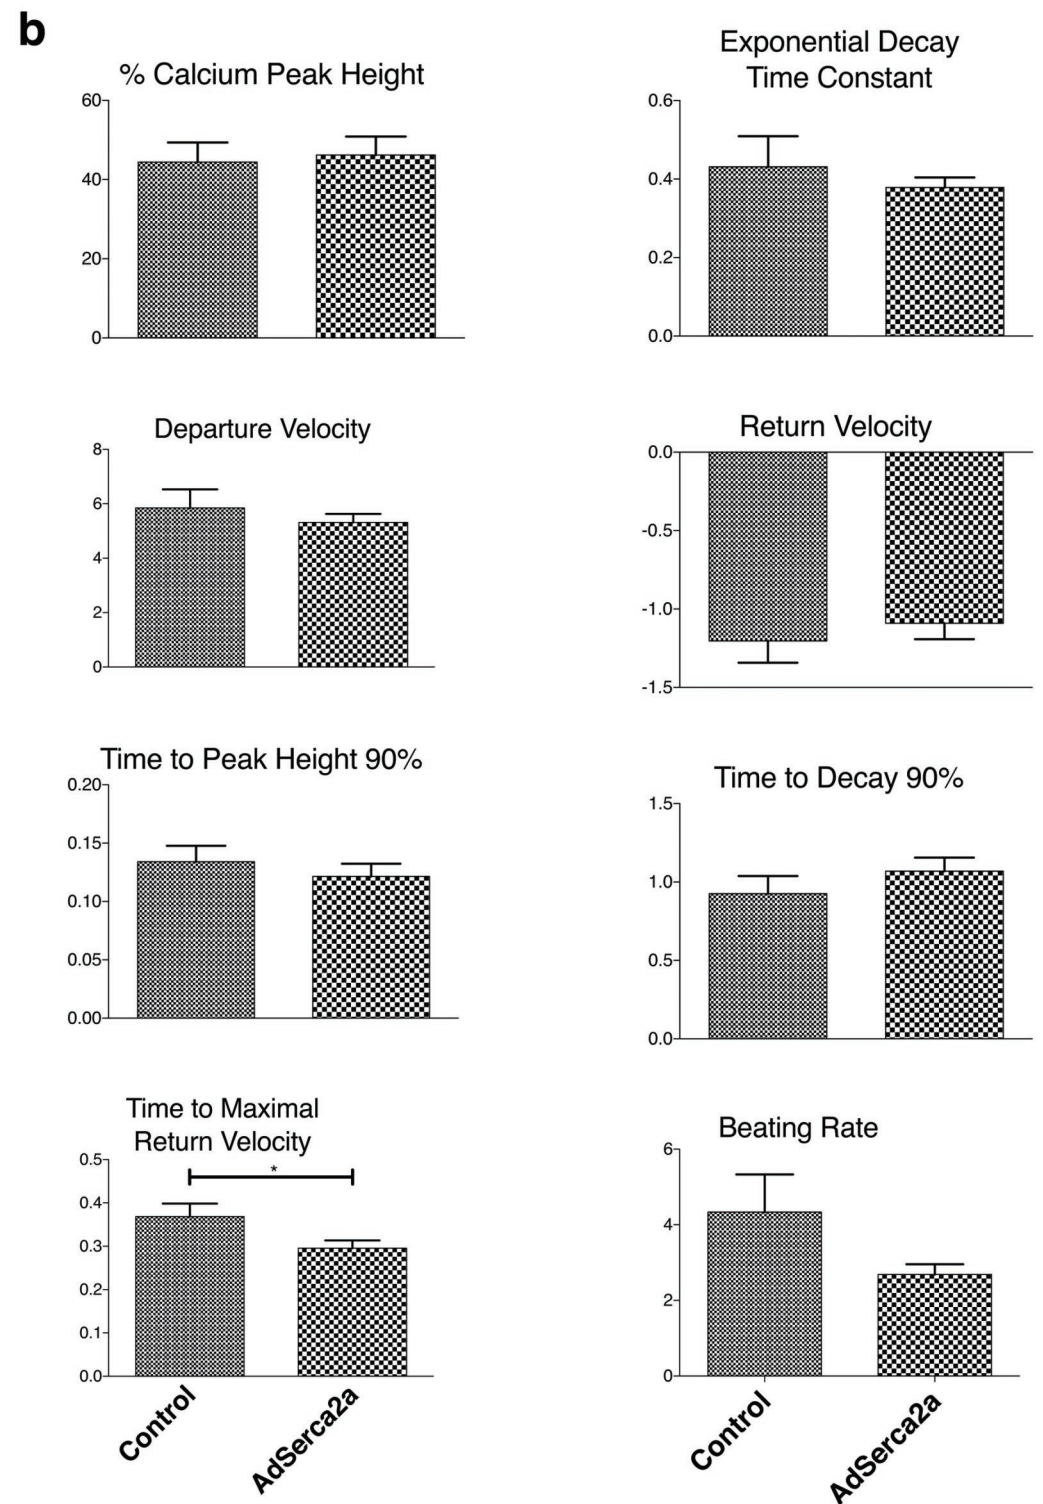 b
% Calcium Peak Height
60
40
20
0
Exponential Decay
Time Constant
0.6
0.4
0.2
0.0
Departure Velocity
8
6
4
2
0
Return Velocity
0.0
-0.5
-1.0
-1.5
Time to Peak Height 90%
0.20
0.15
0.10
0.05
0.00
Time to Decay 90%
1.5
1.0
0.5
0.0
Time to Maximal
Return Velocity
0.5
*
0.4
0.3
0.2
0.1
0.0
Control
AdSerca2a
Beating Rate
6
4
2
0
Control
AdSerca2a